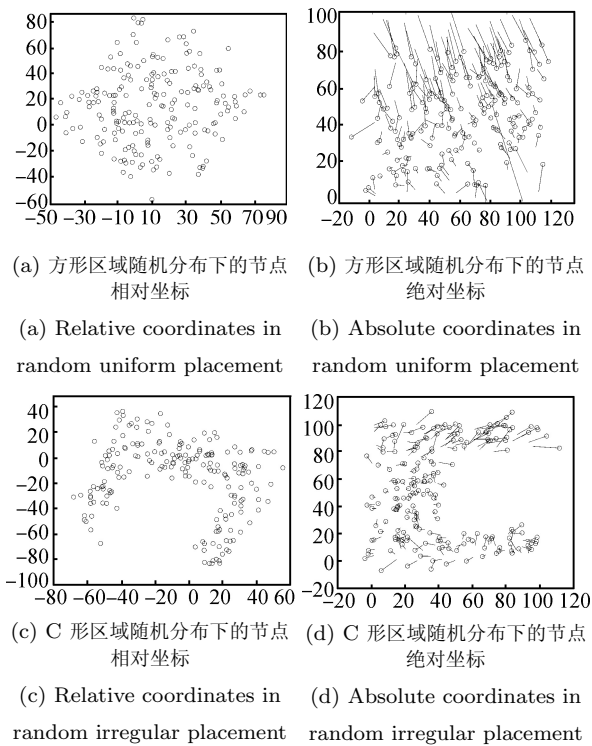 80
60
40
20
0
−20
−40
−60
−50 −30 −10 10 30 50 70 90
100
80
60
40
20
0
−20 0 20 40 60 80 100 120
(a) 方形区域随机分布下的节点
相对坐标
(a) Relative coordinates in
random uniform placement
(b) 方形区域随机分布下的节点
绝对坐标
(b) Absolute coordinates in
random uniform placement
40
20
0
−20
−40
−60
−80
−100
−80 −60 −40 −20 0 20 40 60
120
100
80
60
40
20
0
−20
−20 0 20 40 60 80 100 120
(c) C 形区域随机分布下的节点
相对坐标
(c) Relative coordinates in
random irregular placement
(d) C 形区域随机分布下的节点
绝对坐标
(d) Absolute coordinates in
random irregular placement